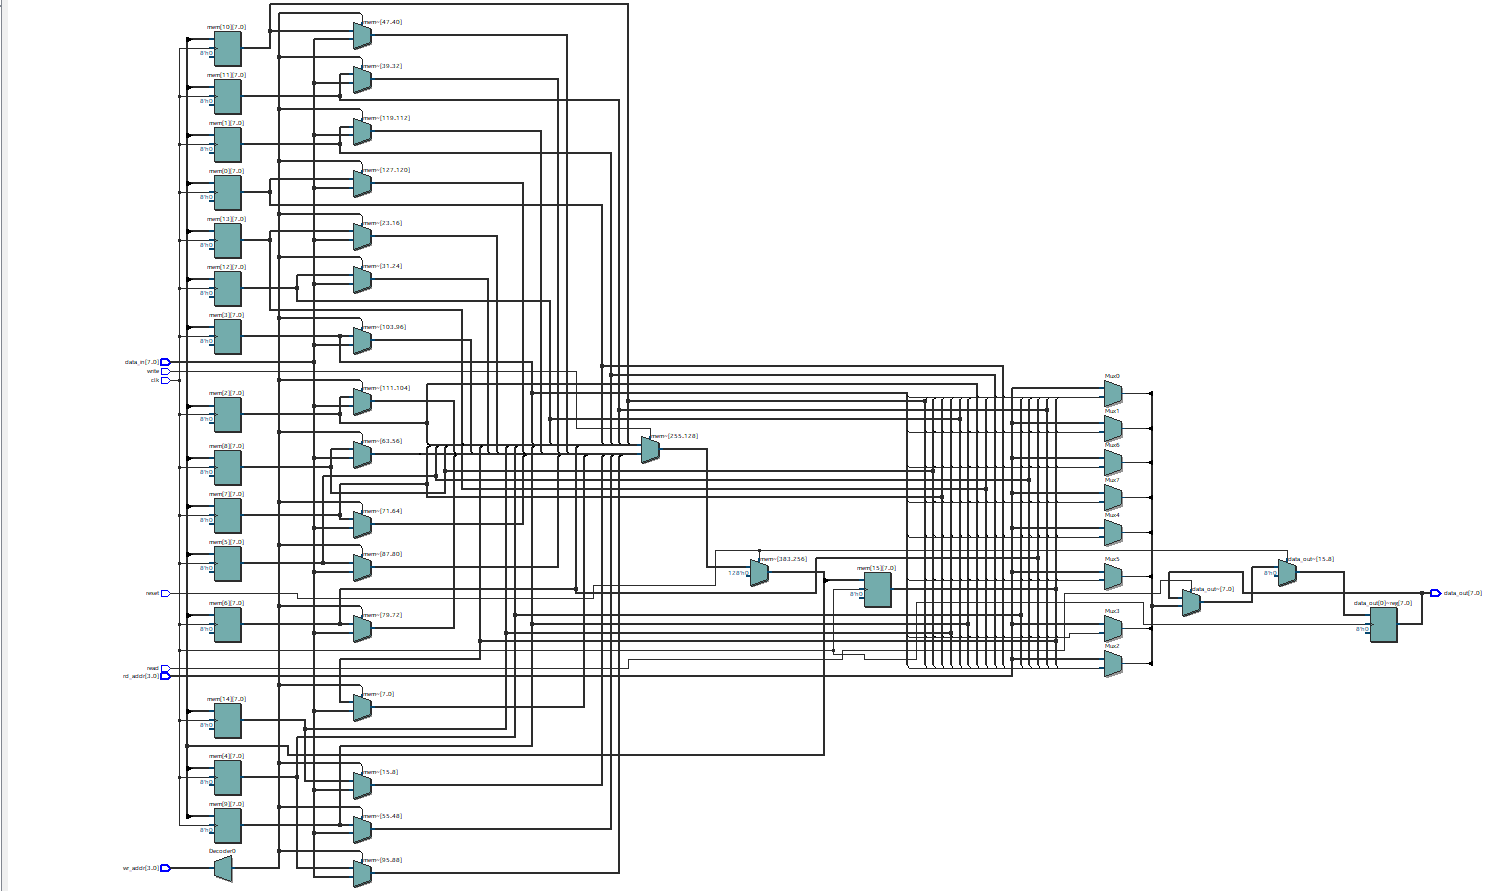 mem[10][7..0]
8'h0
mem~[47..40]
mem[11][7..0]
8'h0
mem~[39..32]
mem[1][7..0]
8'h0
mem~[119..112]
mem[0][7..0]
8'h0
mem~[127..120]
mem[13][7..0]
8'h0
mem~[23..16]
mem[12][7..0]
8'h0
mem~[31..24]
mem[3][7..0]
8'h0
mem~[103..96]
data_in[7..0]
write
clk
mem[2][7..0]
8'h0
mem~[111..104]
mem[8][7..0]
8'h0
mem~[63..56]
mem[7][7..0]
8'h0
mem~[71..64]
mem[5][7..0]
8'h0
mem~[87..80]
reset
mem[6][7..0]
8'h0
mem~[79..72]
read
rd_addr[3..0]
mem~[7..0]
mem[14][7..0]
8'h0
mem[4][7..0]
8'h0
mem~[15..8]
mem[9][7..0]
8'h0
mem~[55..48]
Decoder0
wr_addr[3..0]
mem~[95..88]
mem~[255..128]
mem~[383..256]
128'h0
mem[15][7..0]
8'h0
Mux0
Mux1
Mux6
Mux7
Mux4
Mux5
Mux3
Mux2
data_out~[7..0]
data_out~[15..8]
8'h0
data_out[0]~reg[7..0]
8'h0
data_out[7..0]